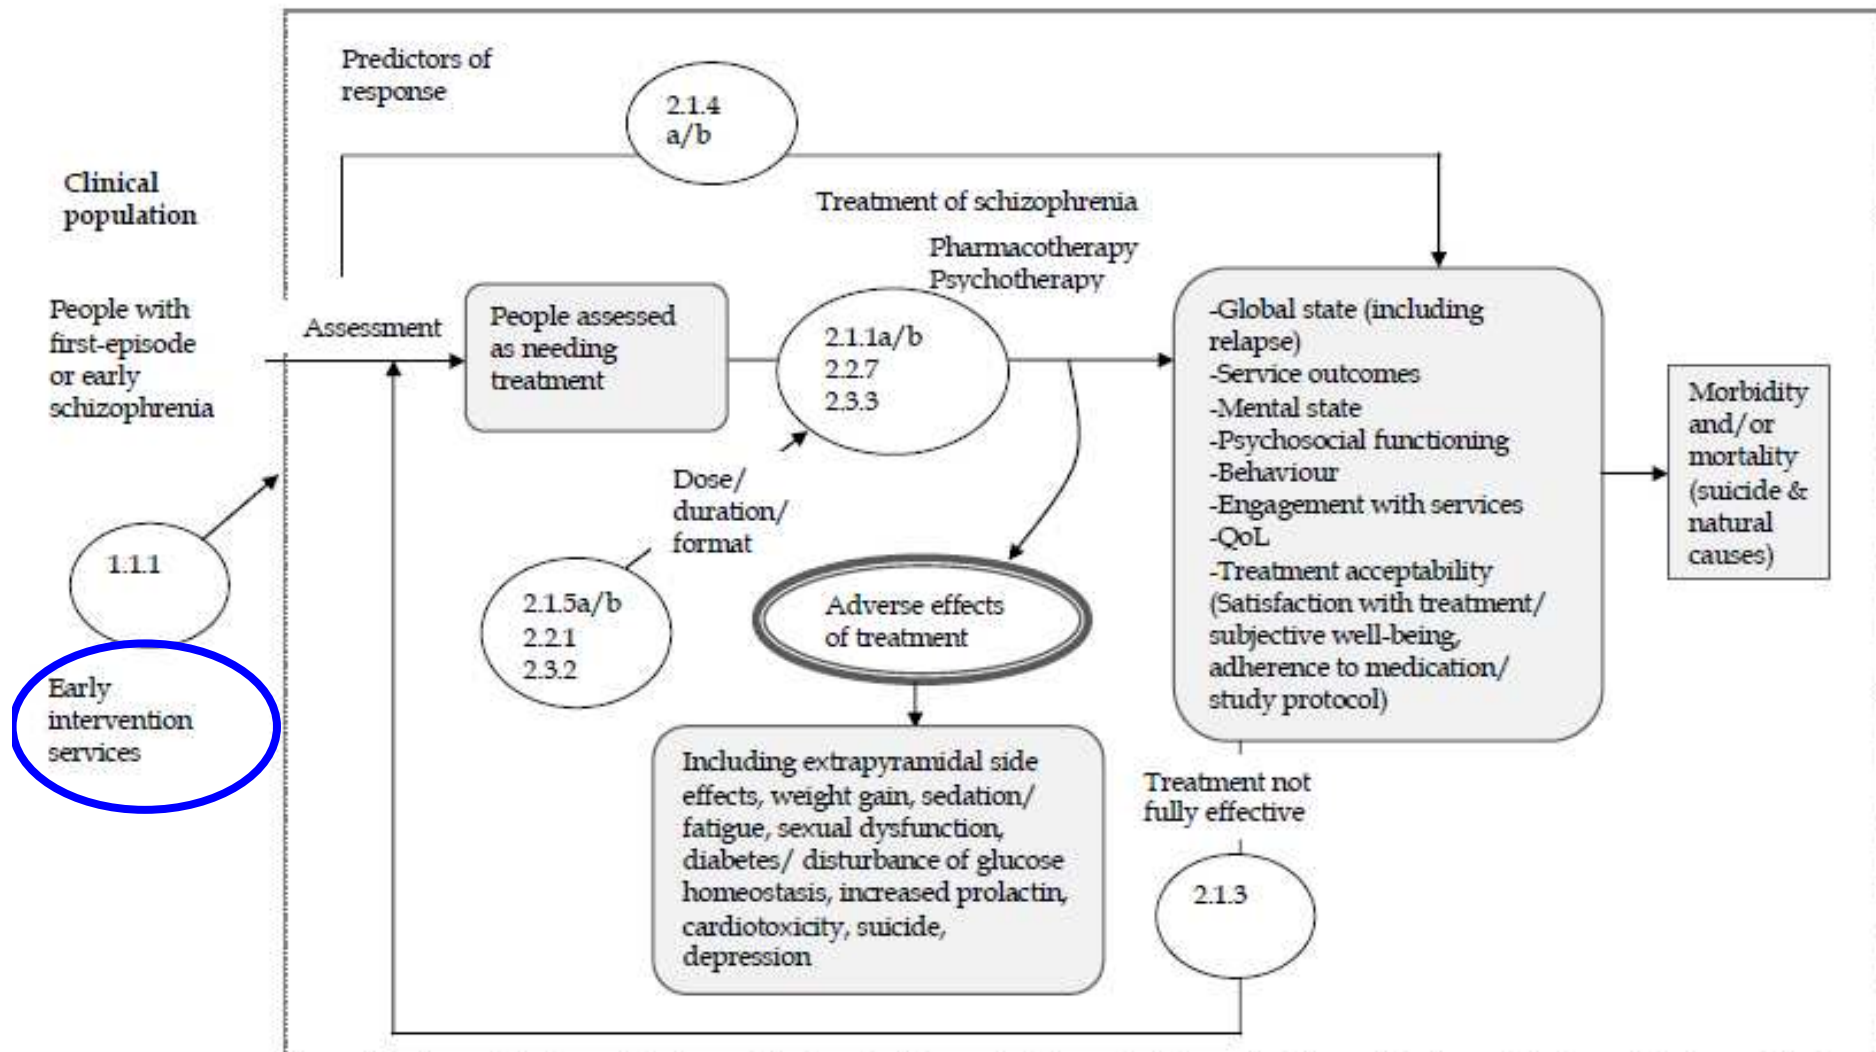 Predictors of
response
2.1.4
a/b
Clinical
population
Treatment of schizophrenia
Pharmacotherapy
Psychotherapy
People with
first-episode
or early
schizophrenia
Assessment
People assessed
as needing
treatment
2.1.1a/b
2.2.7
2.3.3
-Global state (including
relapse)
-Service outcomes
-Mental state
-Psychosocial functioning
-Behaviour
-Engagement with services
-QoL
-Treatment acceptability
(Satisfaction with treatment/
subjective well-being,
adherence to medication/
study protocol)
Morbidity
and/or
mortality
(suicide &
natural
causes)
Dose/
duration/
format
1.1.1
2.1.5a/b
2.2.1
2.3.2
Adverse effects
of treatment
Early
intervention
services
Including extrapyramidal side
effects, weight gain, sedation/
fatigue, sexual dysfunction,
diabetes/ disturbance of glucose
homeostasis, increased prolactin,
cardiotoxicity, suicide,
depression
Treatment not
fully effective
2.1.3